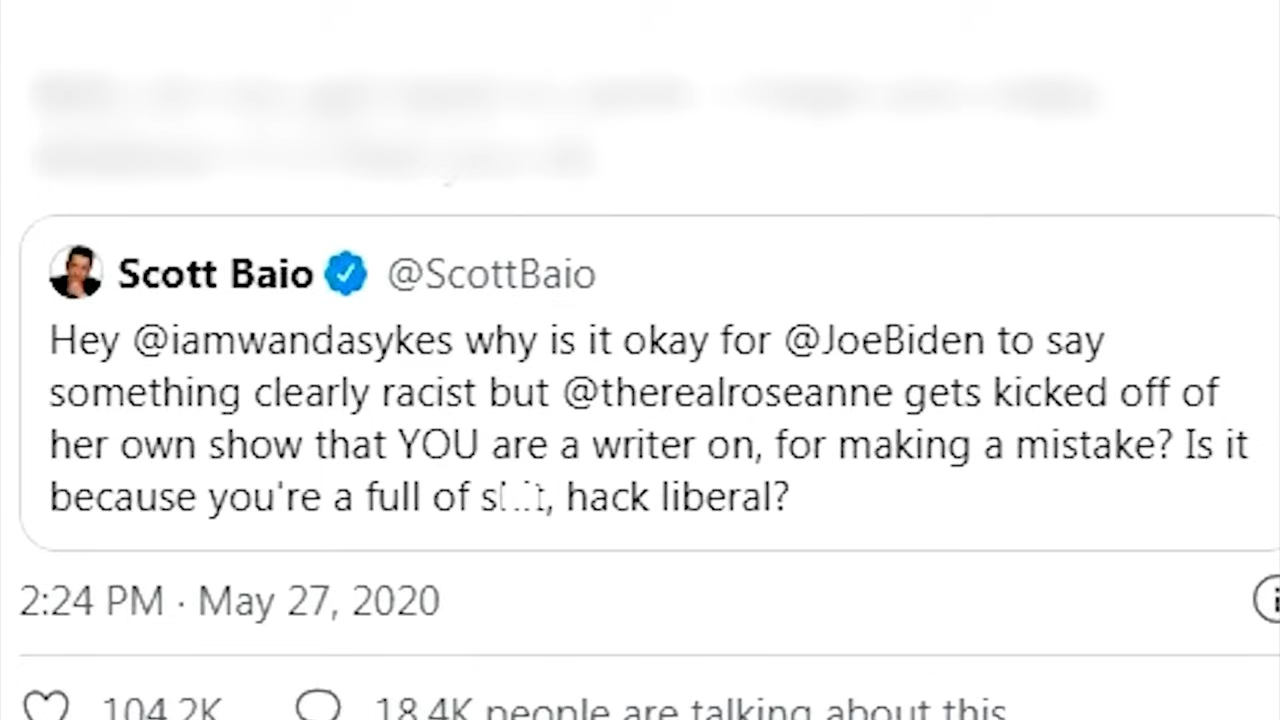 Scott Baio @ScottBaio
Hey @iamwandasykes why is it okay for @JoeBiden to say
something clearly racist but @therealroseanne gets kicked off of
her own show that YOU are a writer on, for making a mistake? Is it
because you're a full of s t, hack liberal?
2:24 PM · May 27, 2020
104.2K 18.4K people are talking about this